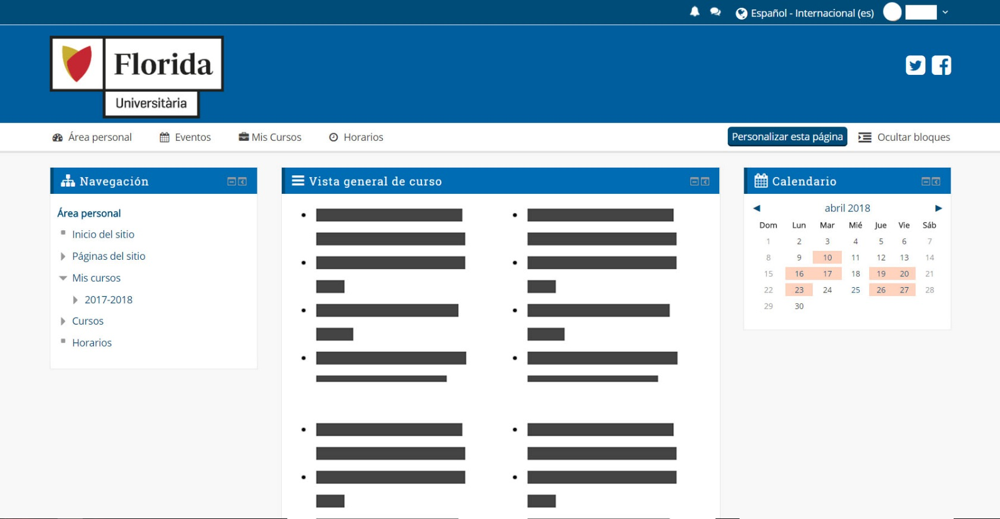 Español - Internacional (es)
Florida
Universitària
Área personal Eventos Mis Cursos Horarios Personalizar esta página Ocultar bloques
Navegación
Área personal
Inicio del sitio
Páginas del sitio
Mis cursos
2017-2018
Cursos
Horarios
Vista general de curso
Calendario
◀ abril 2018 ▶
Dom Lun Mar Mié Jue Vie Sáb
1 2 3 4 5 6 7
8 9 10 11 12 13 14
15 16 17 18 19 20 21
22 23 24 25 26 27 28
29 30